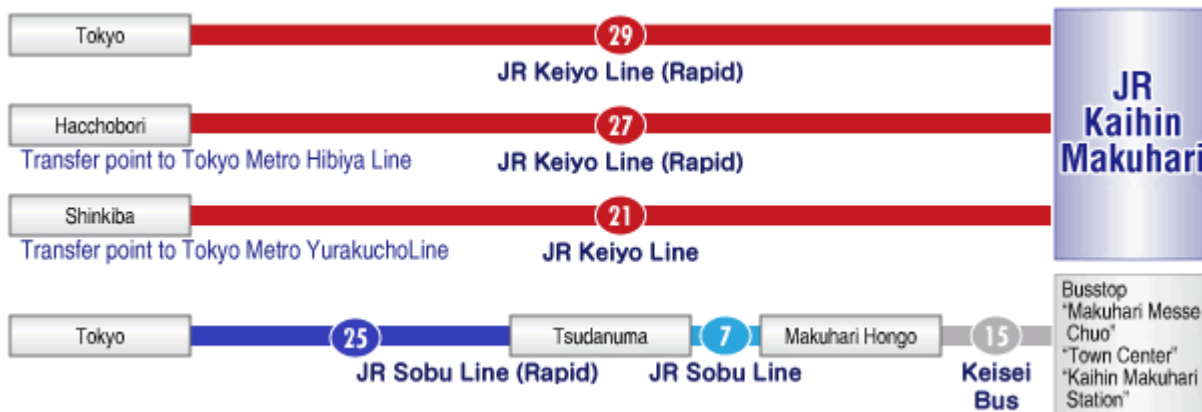 Tokyo
29
JR Keiyo Line (Rapid)
Hacchobori
27
Transfer point to Tokyo Metro Hibiya Line
JR Keiyo Line (Rapid)
Shinkiba
21
Transfer point to Tokyo Metro YurakuchoLine
JR Keiyo Line
JR
Kaihin
Makuhari
Tokyo
25
JR Sobu Line (Rapid)
Tsudanuma
7
JR Sobu Line
Makuhari Hongo
15
Keisei
Bus
Busstop
"Makuhari Messe
Chuo"
"Town Center"
"Kaihin Makuhari
Station"